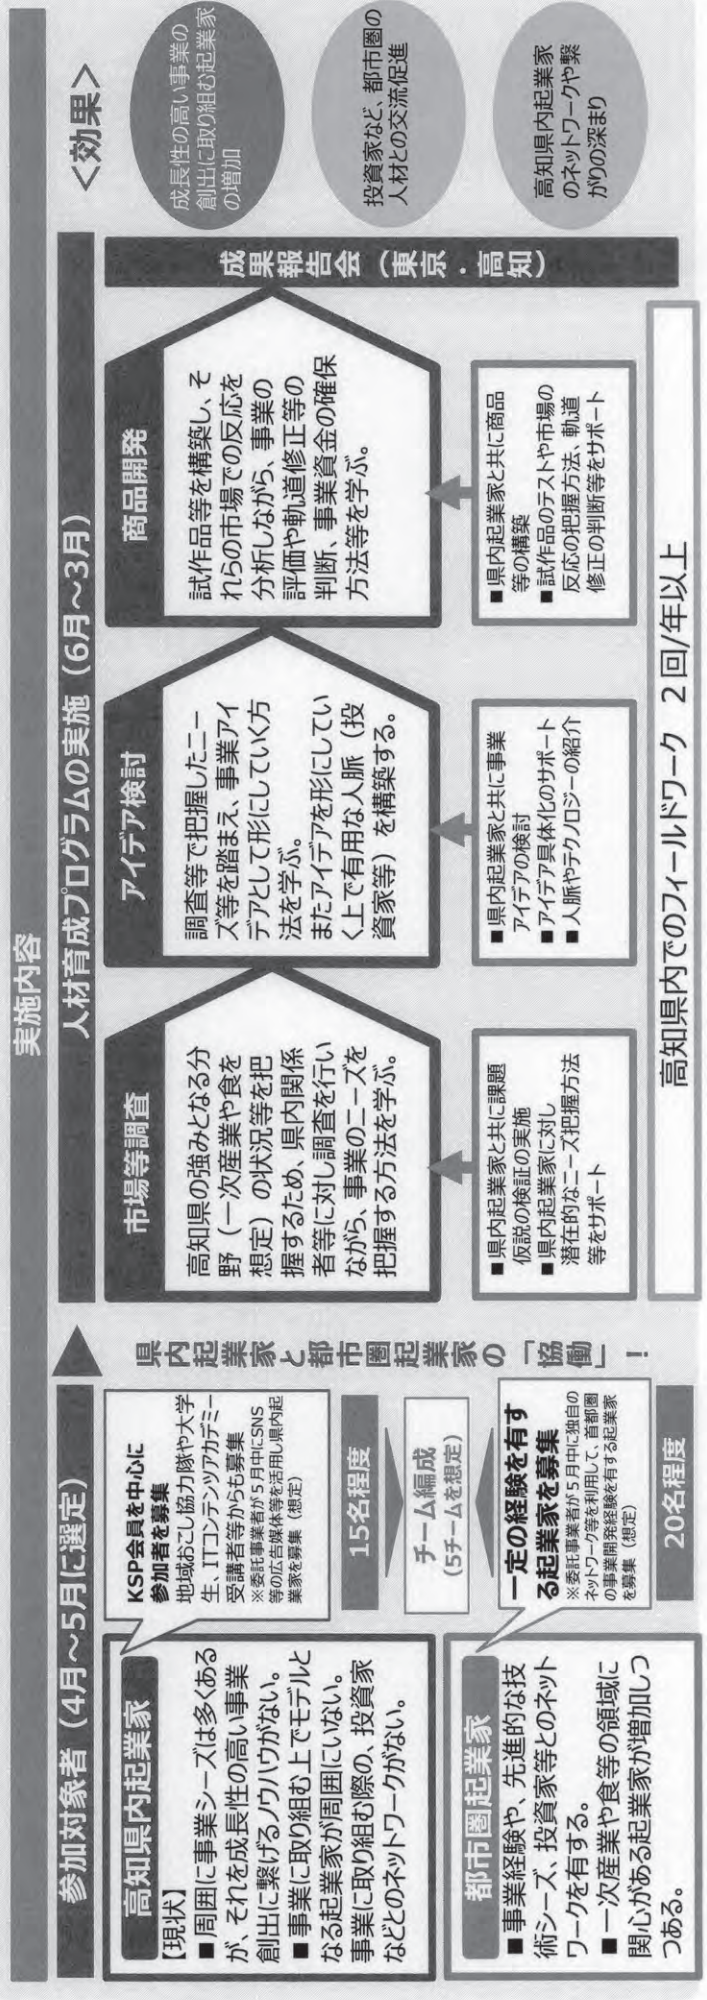 実施内容
参加対象者（4月～5月に選定）
高知県内起業家
【現状】
■周囲に事業シーズは多くある
が、それを成長性の高い事業
創出に繋げるノウハウがない。
■事業に取り組む上でモデルと
なる起業家が周囲にいない。
事業に取り組む際の、投資家
などとのネットワークがない。
都市圏起業家
■事業経験や、先進的な技
術シーズ、投資家等とのネット
ワークを有する。
■一次産業や食等の領域に
関心がある起業家が増加しつ
つある。
KSP会員を中心に
参加者を募集
地域おこし協力隊や大学
生、ITコンテンツアカデミー
受講者等からも募集
※委託事業者が５月中にSNS
等の広告媒体等を活用し県内起
業家を募集（想定）
15名程度
チーム編成
（5チームを想定）
一定の経験を有す
る起業家を募集
※委託事業者が５月中に独自の
ネットワーク等を利用して、首都圏
の事業開発経験を有する起業家
を募集（想定）
20名程度
県内起業家と都市圏起業家の「協働」！
人材育成プログラムの実施（6月～3月）
市場等調査
高知県の強みとなる分
野（一次産業や食を
想定）の状況等を把
握するため、県内関係
者等に対し調査を行い
ながら、事業のニーズを
把握する方法を学ぶ。
■県内起業家と共に課題
仮説の検証の実施
■県内起業家に対し
潜在的なニーズ把握方法
等をサポート
アイデア検討
調査等で把握したニー
ズ等を踏まえ、事業アイ
デアとして形にしていく方
法を学ぶ。
またアイデアを形にしてい
く上で有用な人脈（投
資家等）を構築する。
■県内起業家と共に事業
アイデアの検討
■アイデア具体化のサポート
■人脈やテクノロジーの紹介
商品開発
試作品等を構築し、そ
れらの市場での反応を
分析しながら、事業の
評価や軌道修正等の
判断、事業資金の確保
方法等を学ぶ。
■県内起業家と共に商品
等の構築
■試作品のテストや市場の
反応の把握方法、軌道
修正の判断等をサポート
高知県内でのフィールドワーク 2回/年以上
成果報告会（東京・高知）
＜効果＞
成長性の高い事業の
創出に取り組む起業家
の増加
投資家など、都市圏の
人材との交流促進
高知県内起業家
のネットワークや繋
がりの深まり